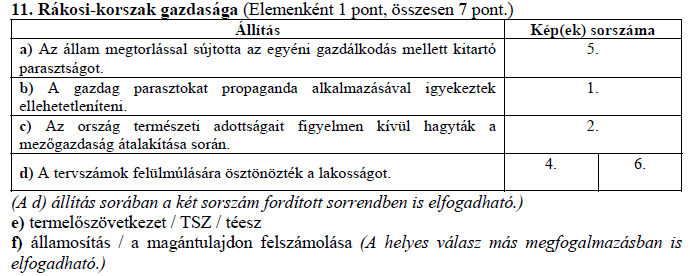 11. Rákosi-korszak gazdasága (Elemenként 1 pont, összesen 7 pont.)
Állítás Kép(ek) sorszáma
a) Az állam megtorlással sújtotta az egyéni gazdálkodás mellett kitartó parasztságot. 5.
b) A gazdag parasztokat propaganda alkalmazásával igyekeztek ellehetetleníteni. 1.
c) Az ország természeti adottságait figyelmen kívül hagyták a mezőgazdaság átalakítása során. 2.
d) A tervszámok felülmúlására ösztönözték a lakosságot. 4. 6.
(A d) állítás sorában a két sorszám fordított sorrendben is elfogadható.)
e) termelőszövetkezet / TSZ / téesz
f) államosítás / a magántulajdon felszámolása (A helyes válasz más megfogalmazásban is
elfogadható.)